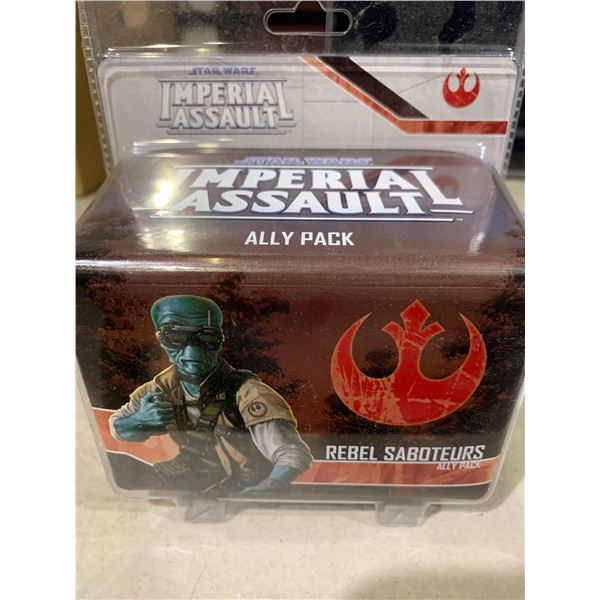 STAR WARS
IMPERIAL
ASSAULT
STAR WARS
IMPERIAL
ASSAULT
ALLY PACK
REBEL SABOTEURS
ALLY PACK